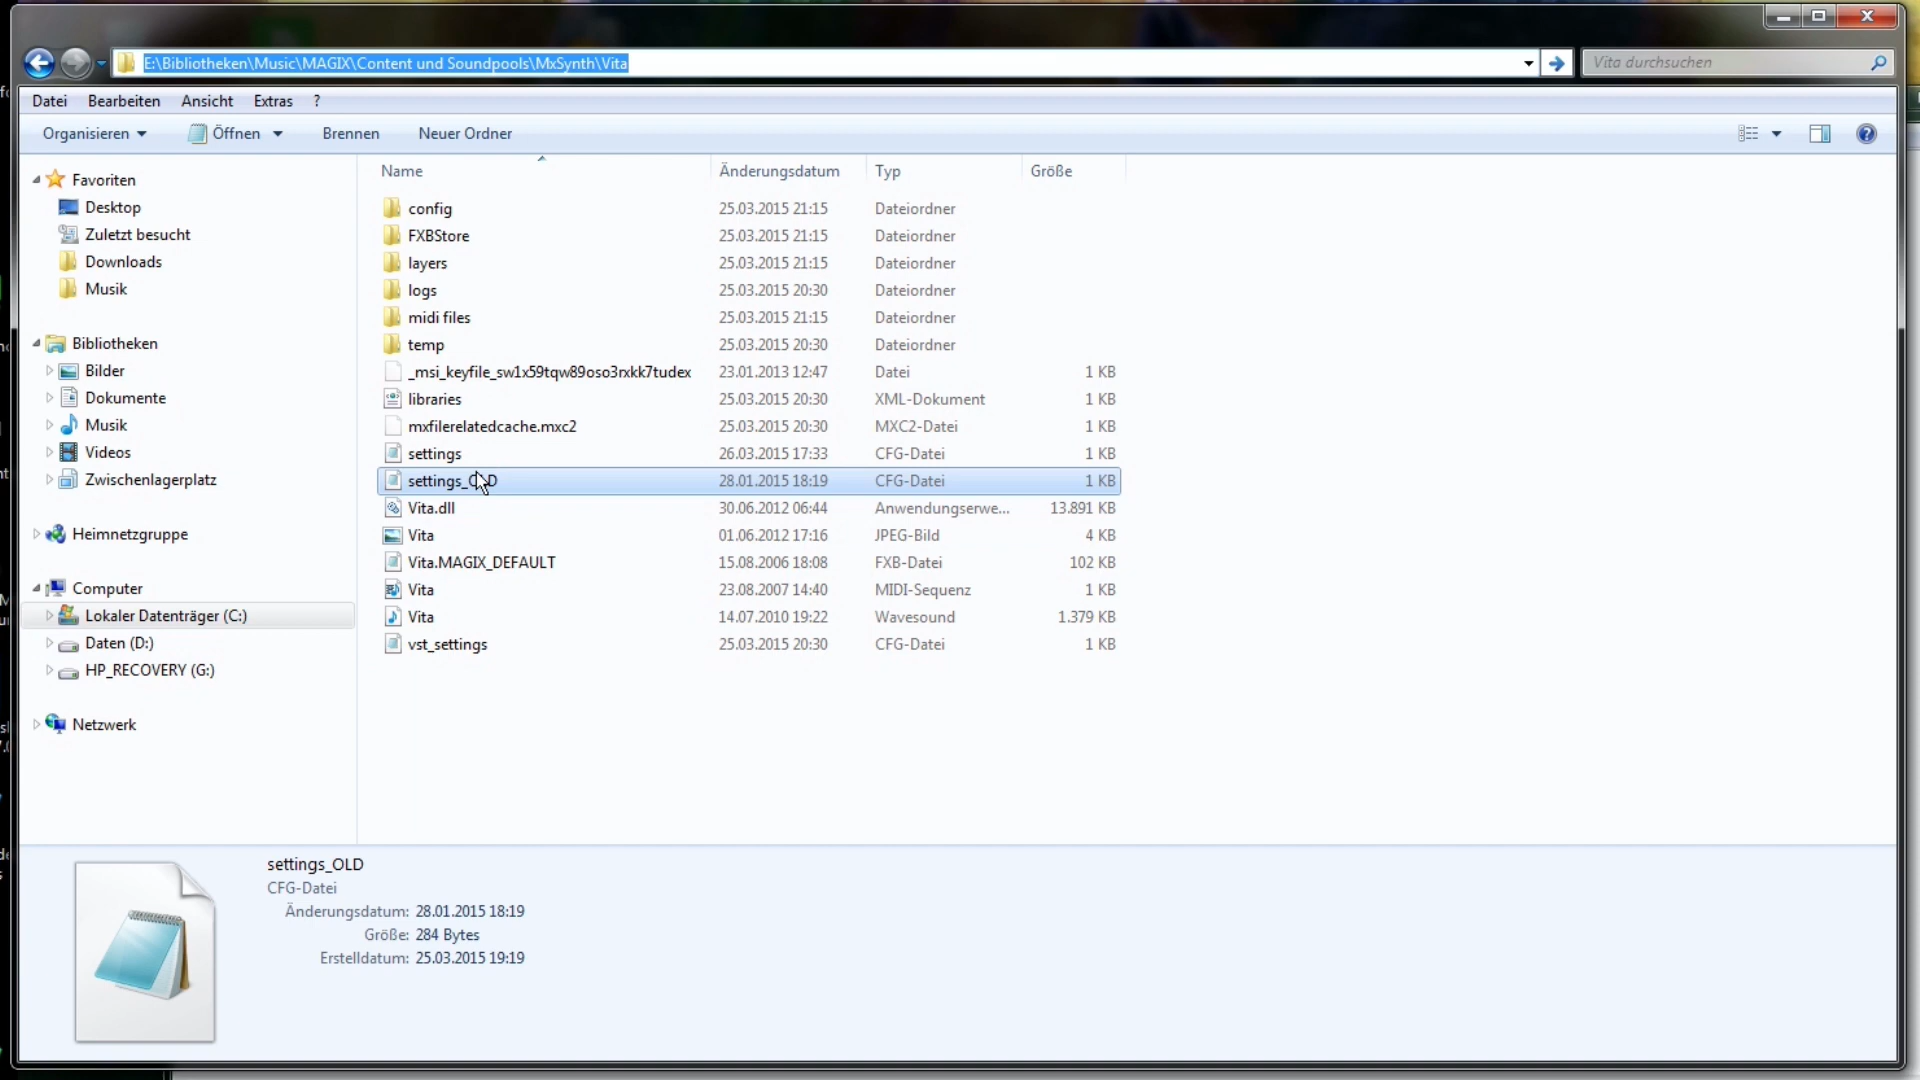 E:\Bibliotheken\Music\MAGIX\Content und Soundpools\MxSynth\Vita
Vita durchsuchen
Datei Bearbeiten Ansicht Extras ?
Organisieren Öffnen Brennen Neuer Ordner
Name Änderungsdatum Typ Größe
Favoriten
Desktop
Zuletzt besucht
Downloads
Musik
Bibliotheken
Bilder
Dokumente
Musik
Videos
Zwischenlagerplatz
Heimnetzgruppe
Computer
Lokaler Datenträger (C:)
Daten (D:)
HP_RECOVERY (G:)
Netzwerk
config 25.03.2015 21:15 Dateiordner
FXBStore 25.03.2015 21:15 Dateiordner
layers 25.03.2015 21:15 Dateiordner
logs 25.03.2015 20:30 Dateiordner
midi files 25.03.2015 21:15 Dateiordner
temp 25.03.2015 20:30 Dateiordner
_msi_keyfile_sw1x59tqw89oso3rxkk7tudex 23.01.2013 12:47 Datei 1 KB
libraries 25.03.2015 20:30 XML-Dokument 1 KB
mxfilerelatedcache.mxc2 25.03.2015 20:30 MXC2-Datei 1 KB
settings 26.03.2015 17:33 CFG-Datei 1 KB
settings_OLD 28.01.2015 18:19 CFG-Datei 1 KB
Vita.dll 30.06.2012 06:44 Anwendungserwe... 13.891 KB
Vita 01.06.2012 17:16 JPEG-Bild 4 KB
Vita.MAGIX_DEFAULT 15.08.2006 18:08 FXB-Datei 102 KB
Vita 23.08.2007 14:40 MIDI-Sequenz 1 KB
Vita 14.07.2010 19:22 Wavesound 1.379 KB
vst_settings 25.03.2015 20:30 CFG-Datei 1 KB
settings_OLD
CFG-Datei
Änderungsdatum: 28.01.2015 18:19
Größe: 284 Bytes
Erstelldatum: 25.03.2015 19:19